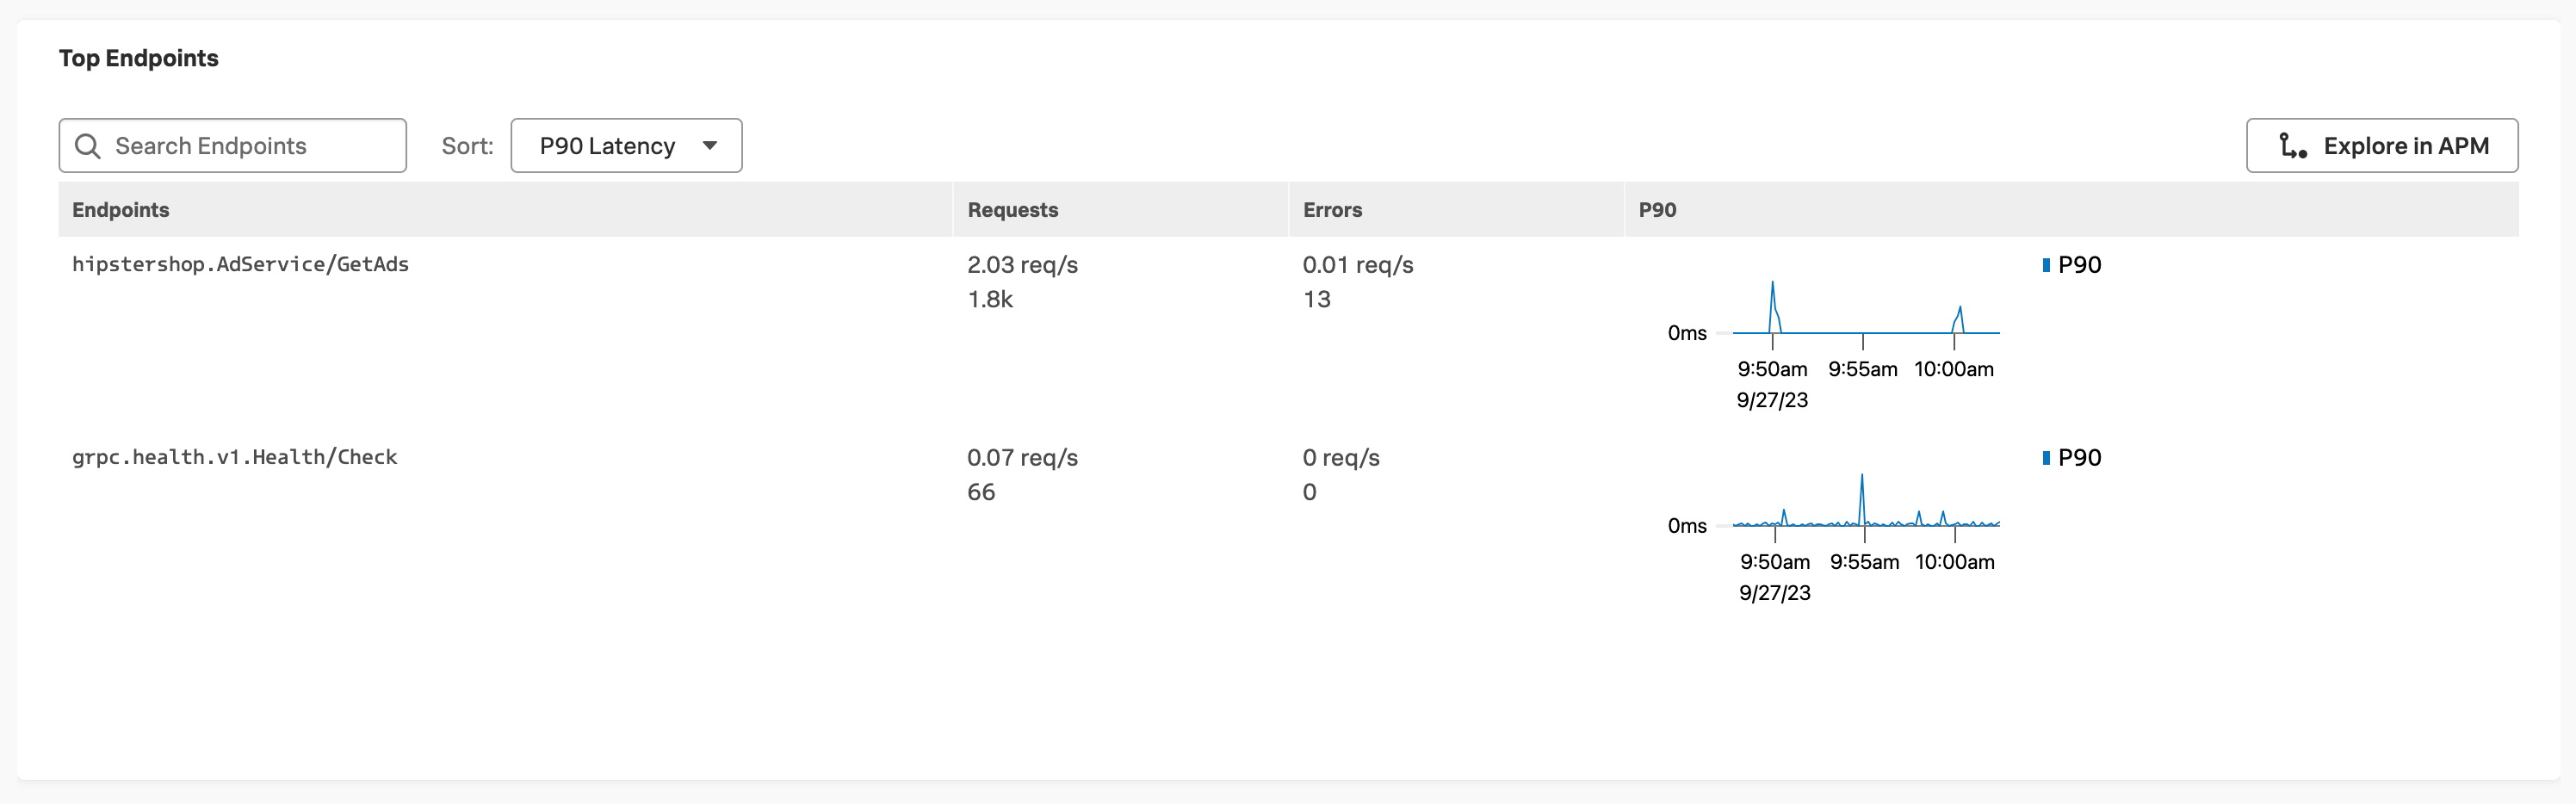 Top Endpoints
Search Endpoints Sort: P90 Latency Explore in APM
Endpoints Requests Errors P90
hipstershop.AdService/GetAds 2.03 req/s 0.01 req/s P90
1.8k 13
0ms
9:50am 9:55am 10:00am
9/27/23
grpc.health.v1.Health/Check 0.07 req/s 0 req/s P90
66 0
0ms
9:50am 9:55am 10:00am
9/27/23